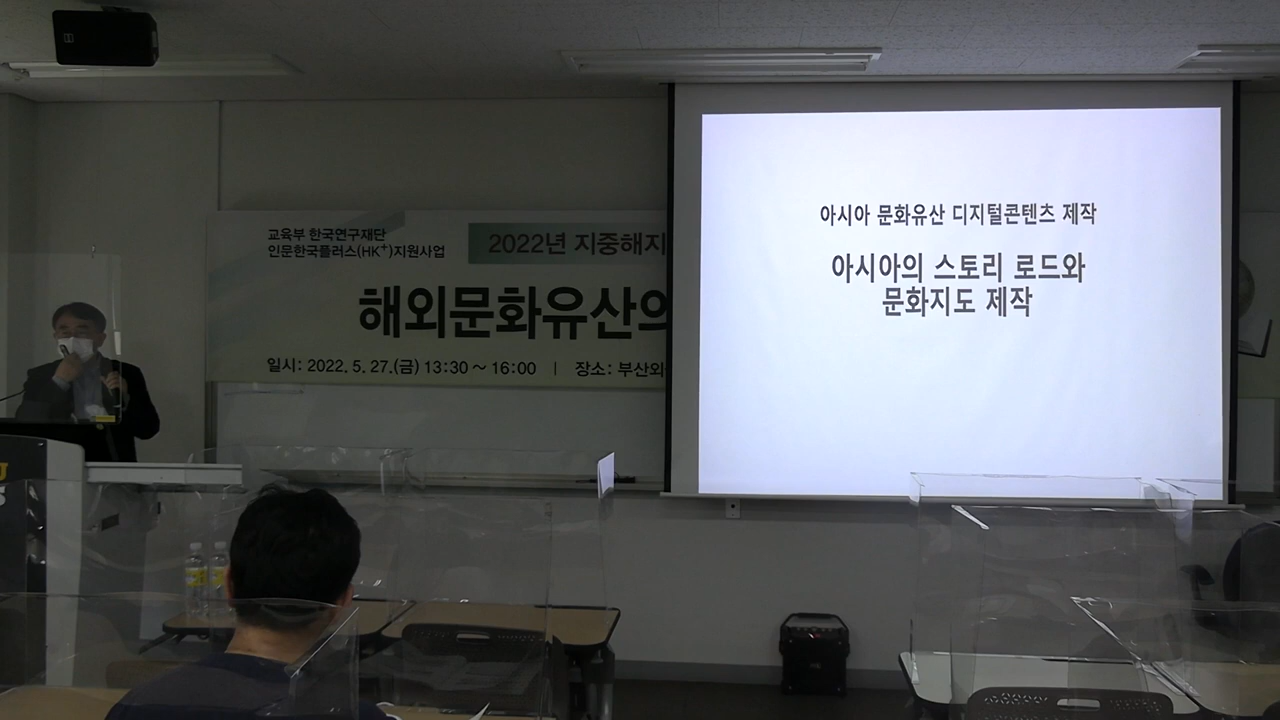 교육부 한국연구재단
인문한국플러스(HK+)지원사업
2022년 지중해지
해외문화유산의
일시: 2022. 5. 27.(금) 13:30 ~ 16:00 | 장소: 부산외
아시아 문화유산 디지털콘텐츠 제작
아시아의 스토리 로드와
문화지도 제작